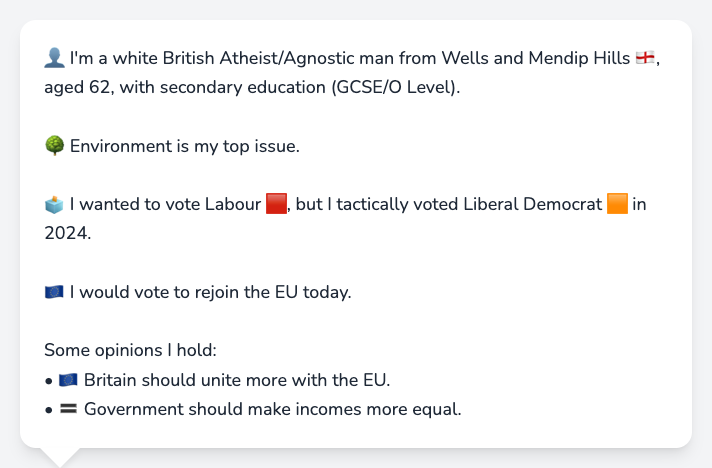 👤 I'm a white British Atheist/Agnostic man from Wells and Mendip Hills 🏴󠁧󠁢󠁥󠁮󠁧󠁿,
aged 62, with secondary education (GCSE/O Level).
🌳 Environment is my top issue.
🗳️ I wanted to vote Labour 🟥, but I tactically voted Liberal Democrat 🟧 in
2024.
🇪🇺 I would vote to rejoin the EU today.
Some opinions I hold:
• 🇪🇺 Britain should unite more with the EU.
• 🟰 Government should make incomes more equal.